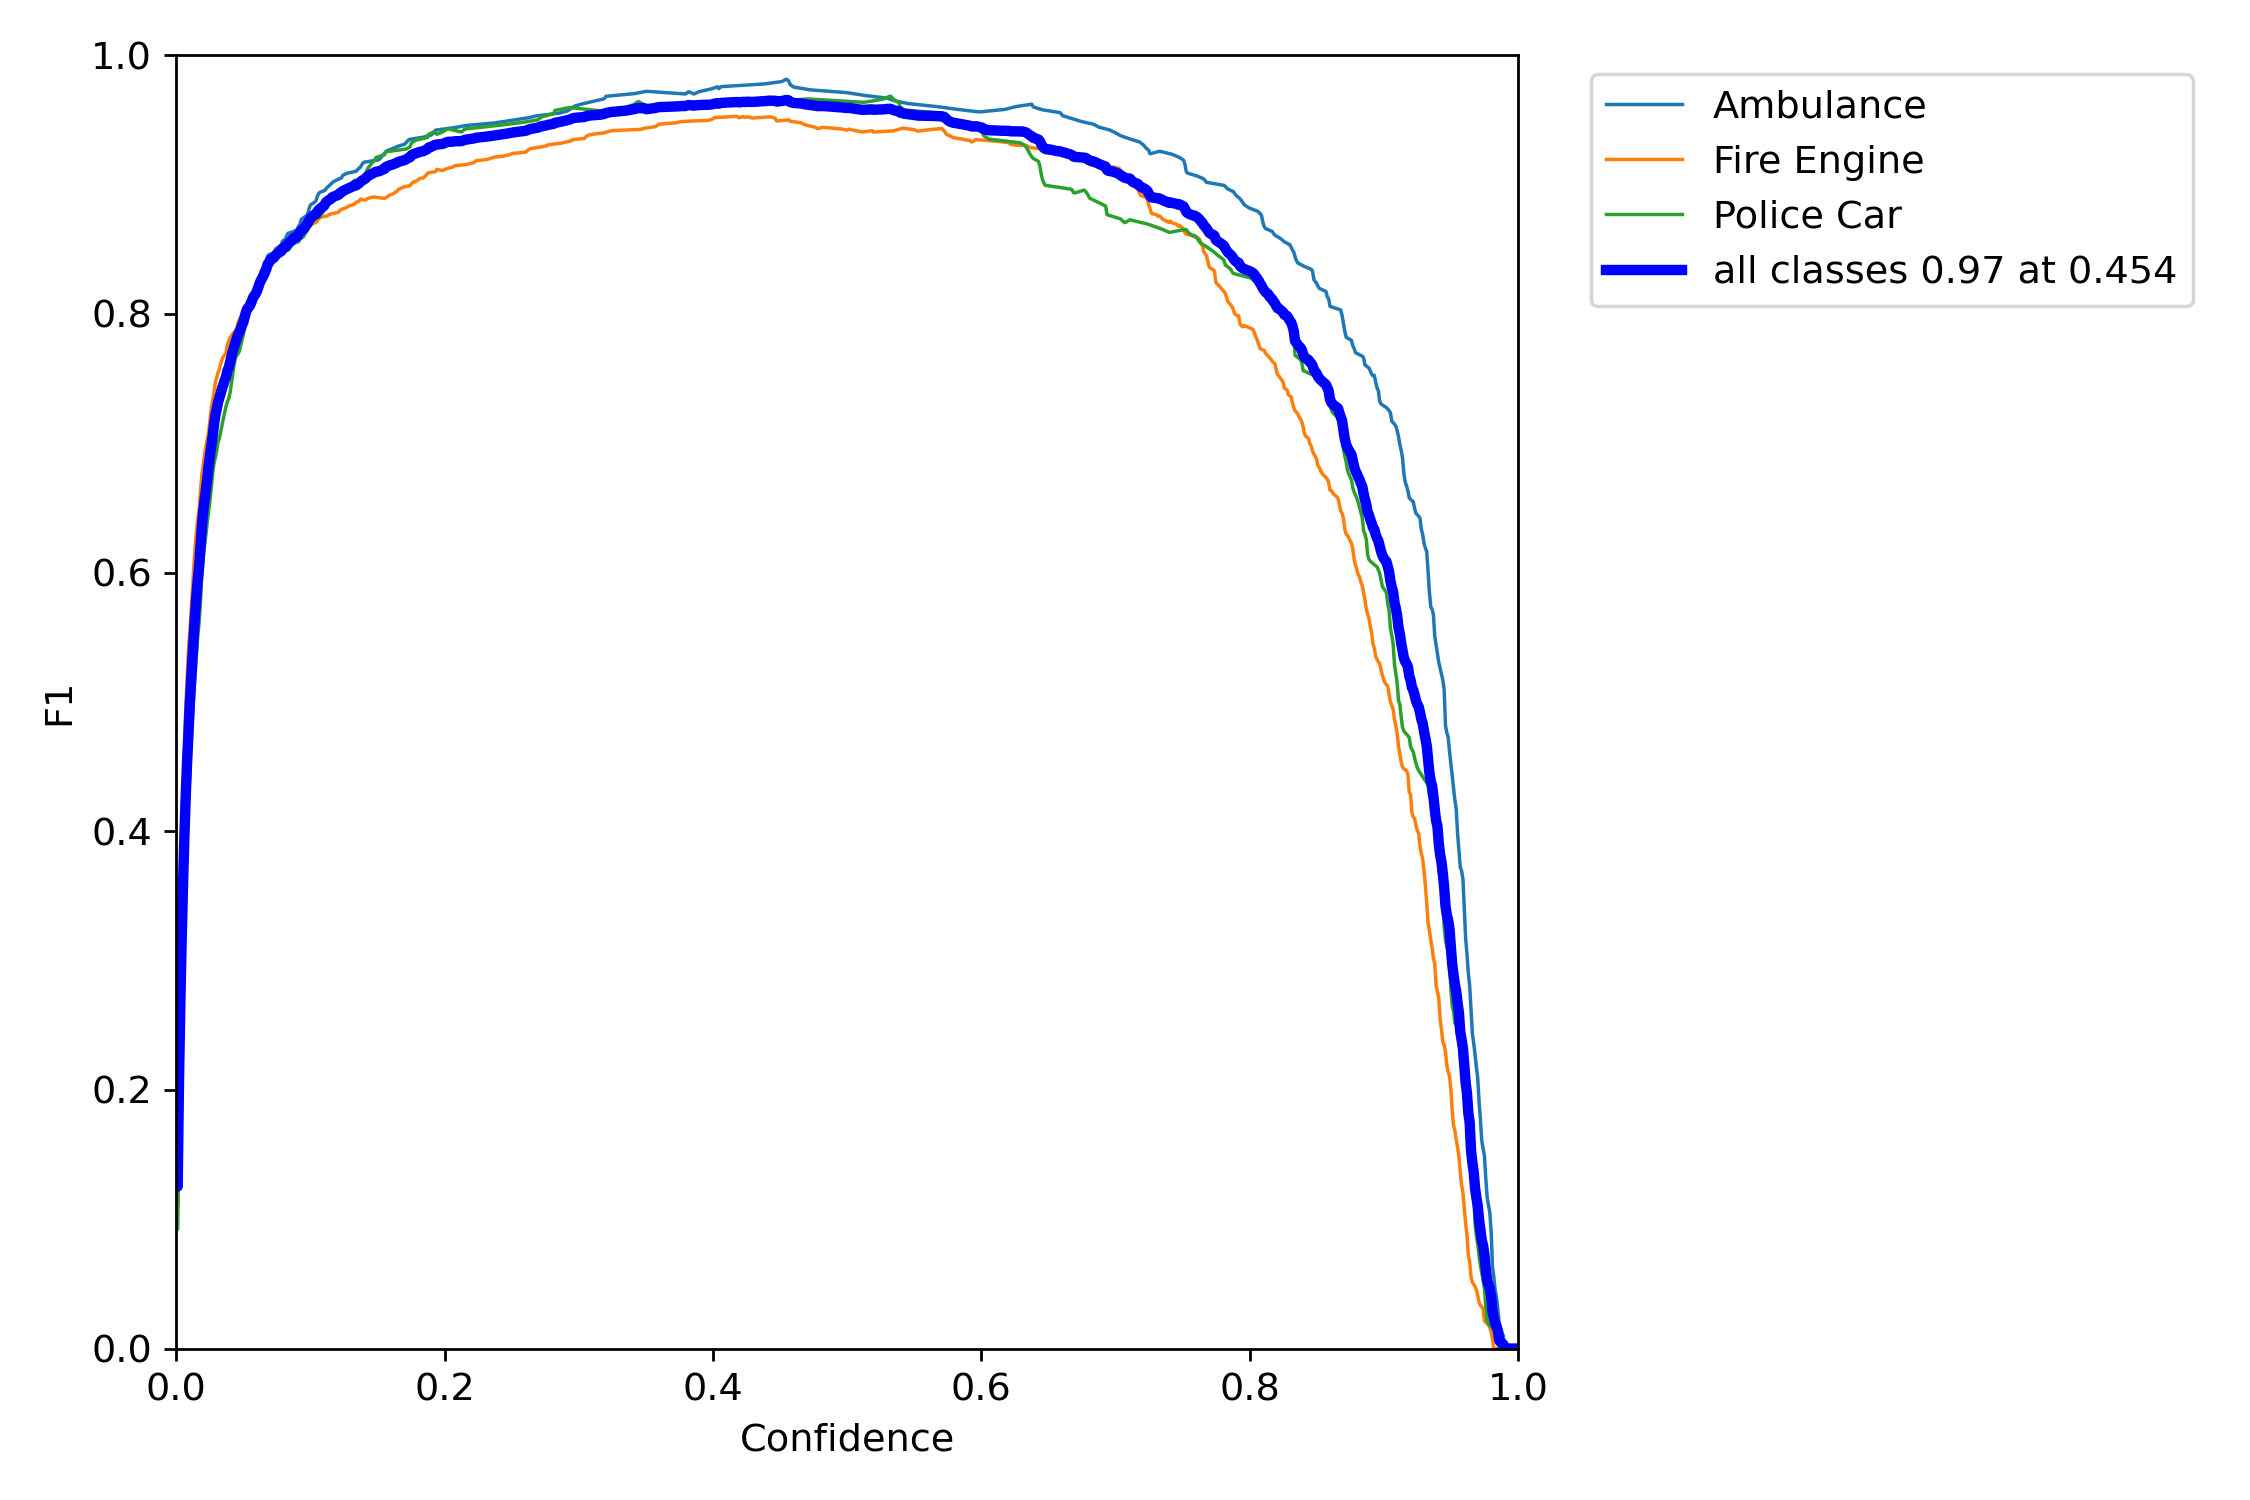 1.0
0.8
0.6
0.4
0.2
0.0
F1
0.0 0.2 0.4 0.6 0.8 1.0
Confidence
Ambulance
Fire Engine
Police Car
all classes 0.97 at 0.454